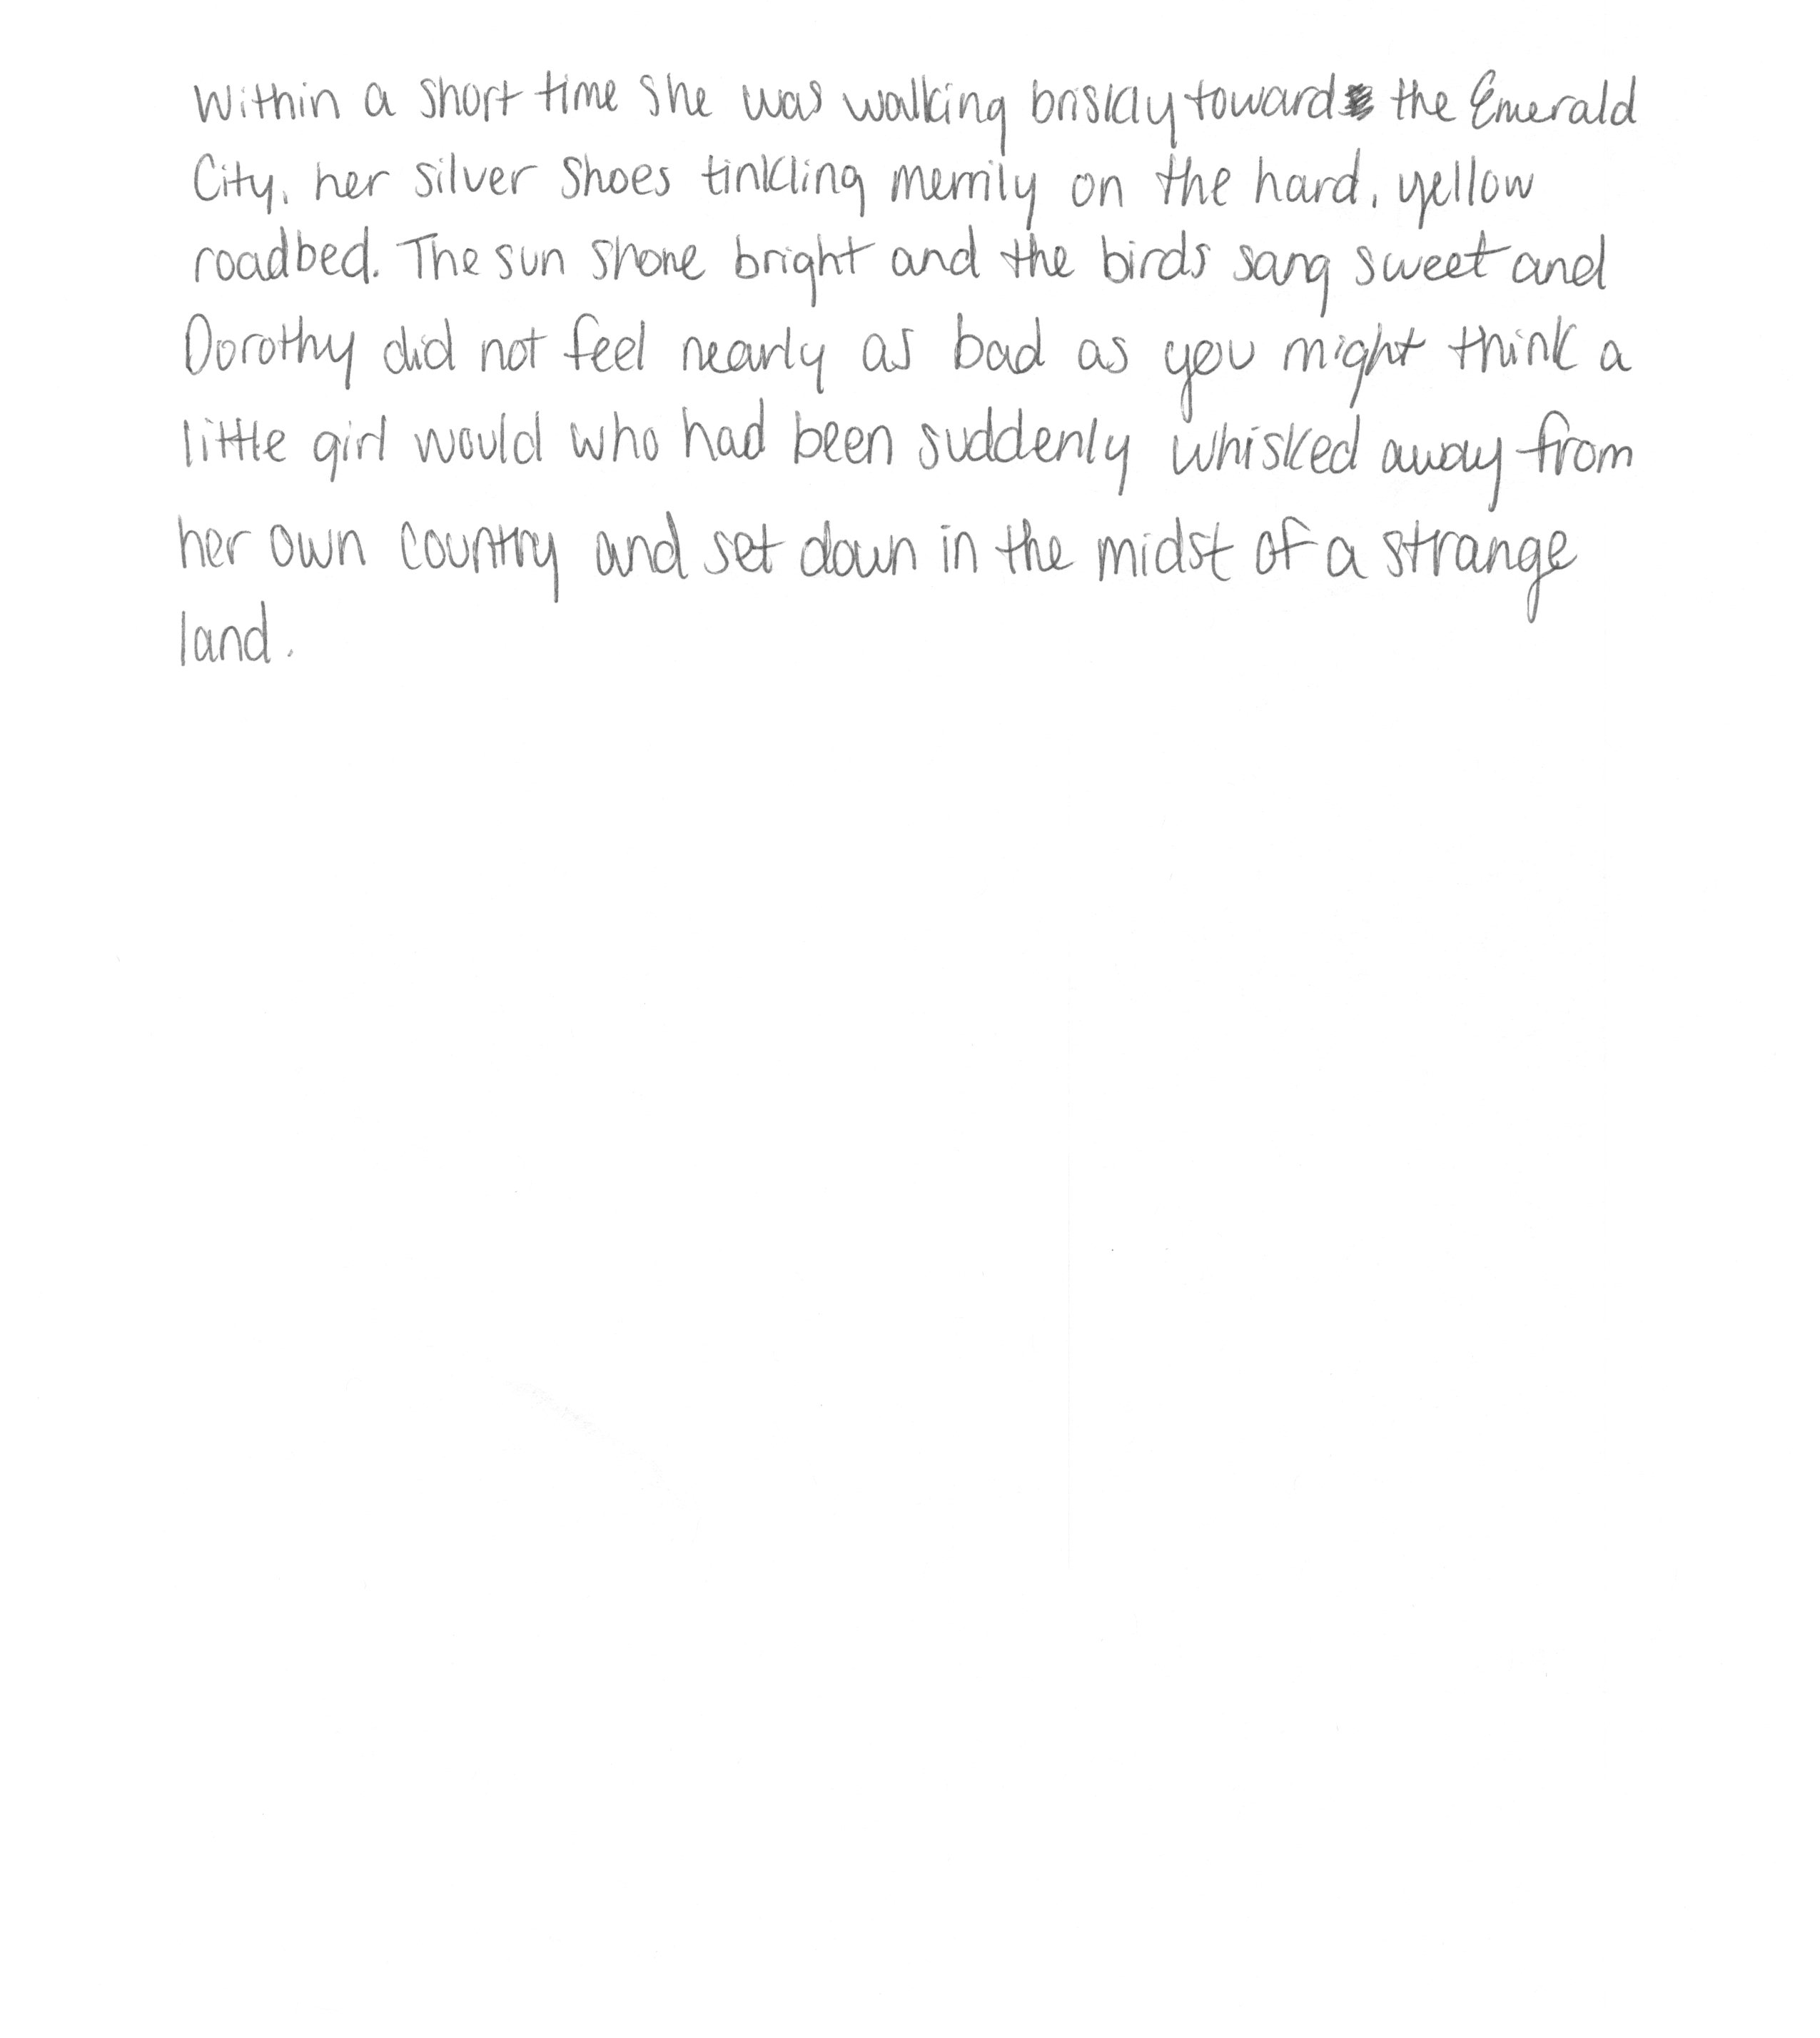 Within a short time she was walking briskly toward the Emerald
City, her silver shoes tinkling merrily on the hard, yellow
roadbed. The sun shone bright and the birds sang sweet and
Dorothy did not feel nearly as bad as you might think a
little girl would who had been suddenly whisked away from
her own country and set down in the midst of a strange
land.